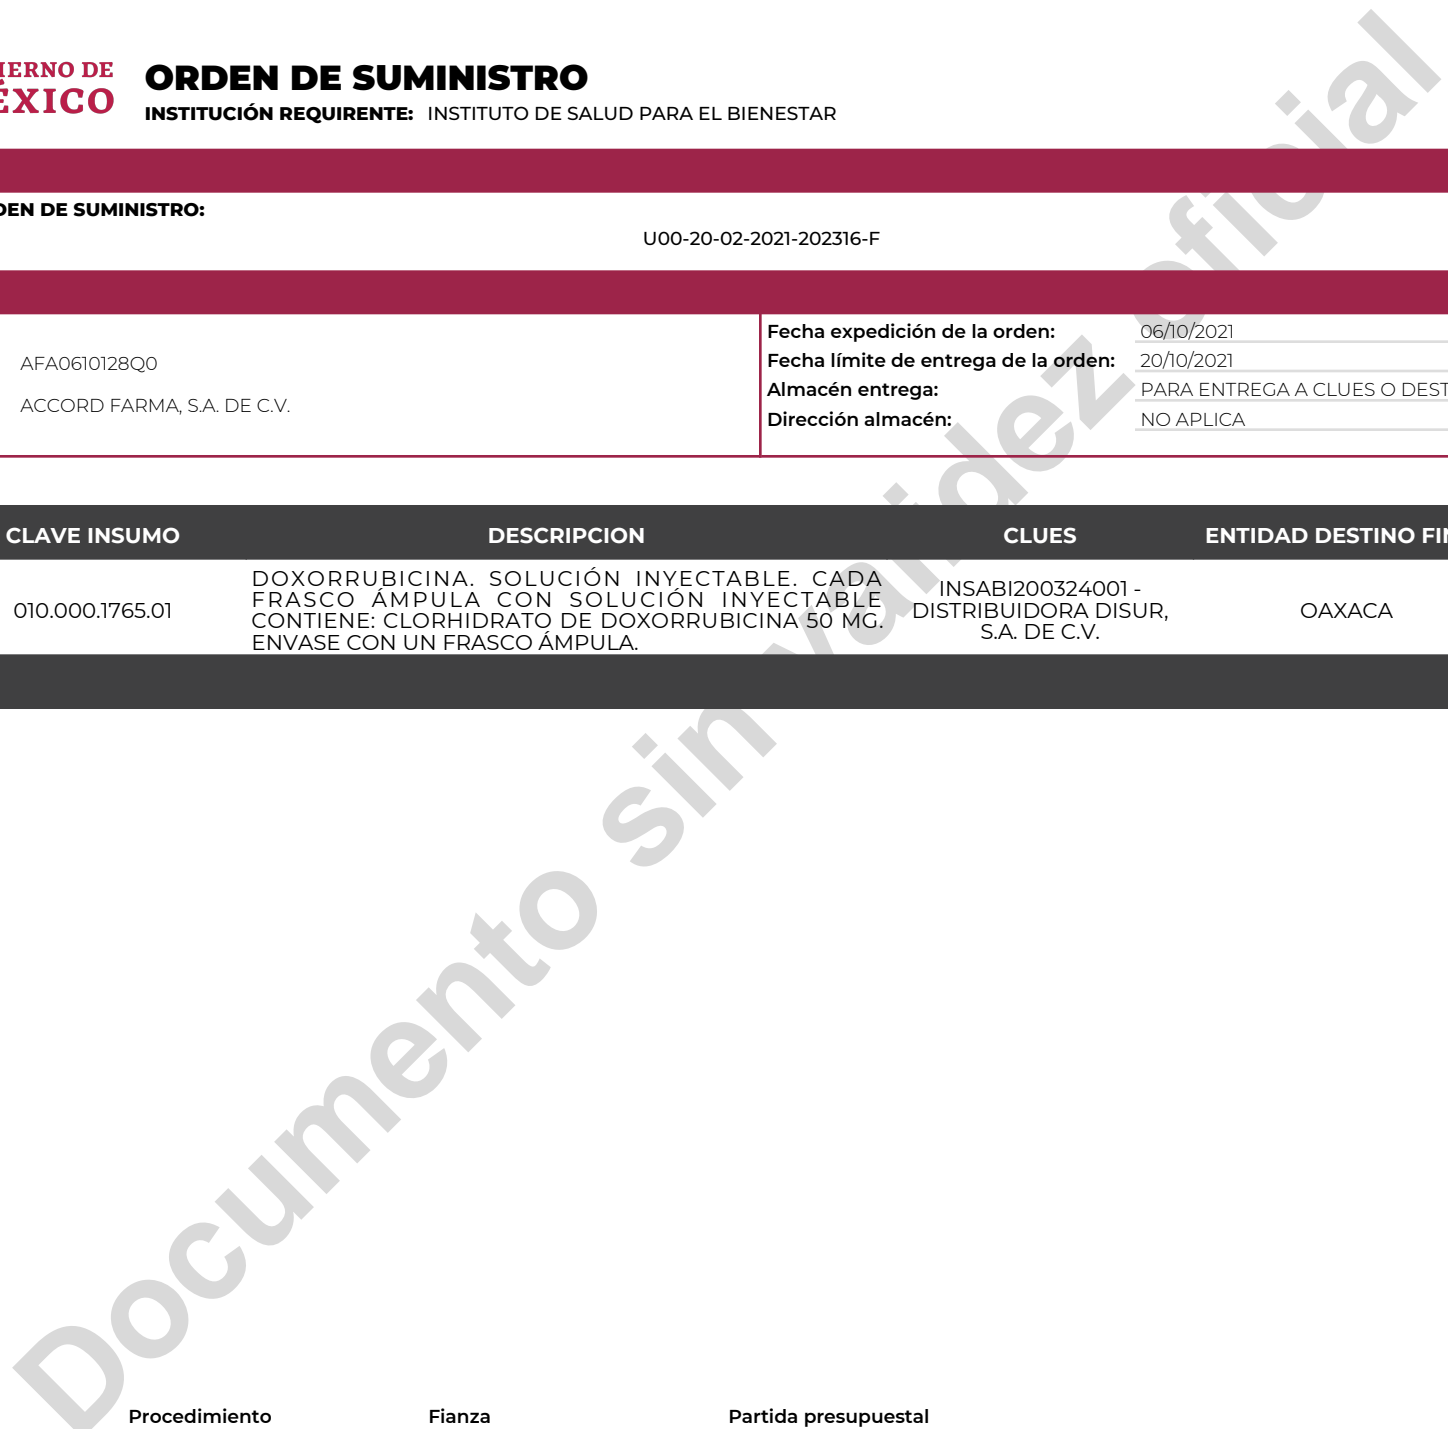 IERNO DE
ÉXICO
ORDEN DE SUMINISTRO
INSTITUCIÓN REQUIRENTE: INSTITUTO DE SALUD PARA EL BIENESTAR
DEN DE SUMINISTRO:
U00-20-02-2021-202316-F
AFA0610128Q0
ACCORD FARMA, S.A. DE C.V.
Fecha expedición de la orden: 06/10/2021
Fecha límite de entrega de la orden: 20/10/2021
Almacén entrega: PARA ENTREGA A CLUES O DEST
Dirección almacén: NO APLICA
CLAVE INSUMO DESCRIPCION CLUES ENTIDAD DESTINO FIN
010.000.1765.01
DOXORRUBICINA. SOLUCIÓN INYECTABLE. CADA
FRASCO ÁMPULA CON SOLUCIÓN INYECTABLE
CONTIENE: CLORHIDRATO DE DOXORRUBICINA 50 MG.
ENVASE CON UN FRASCO ÁMPULA.
INSABI200324001 -
DISTRIBUIDORA DISUR,
S.A. DE C.V.
OAXACA
Documento sin validez oficial
Procedimiento Fianza Partida presupuestal